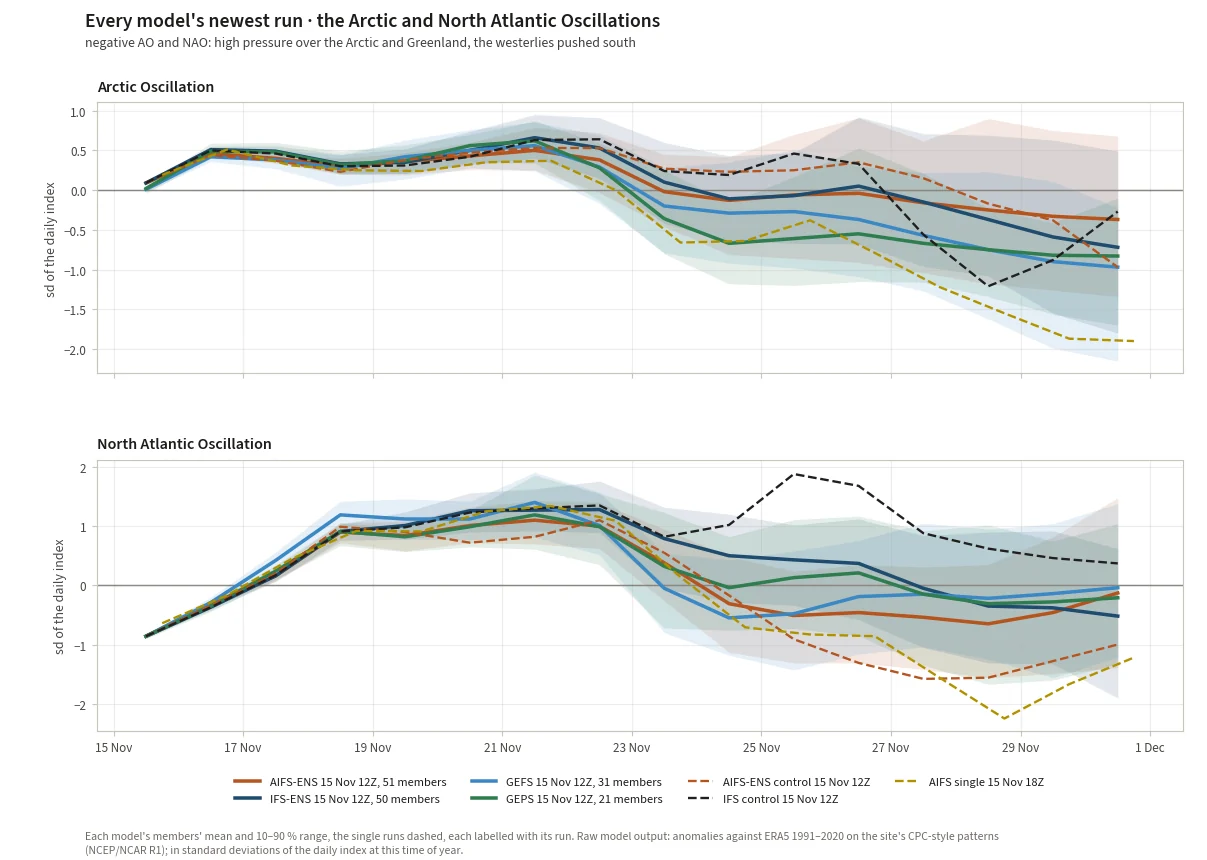 Every model's newest run · the Arctic and North Atlantic Oscillations
negative AO and NAO: high pressure over the Arctic and Greenland, the westerlies pushed south
Arctic Oscillation
1.0
0.5
0.0
−0.5
−1.0
−1.5
−2.0
sd of the daily index
North Atlantic Oscillation
2
1
0
−1
−2
sd of the daily index
15 Nov 17 Nov 19 Nov 21 Nov 23 Nov 25 Nov 27 Nov 29 Nov 1 Dec
AIFS-ENS 15 Nov 12Z, 51 members GEFS 15 Nov 12Z, 31 members AIFS-ENS control 15 Nov 12Z AIFS single 15 Nov 18Z
IFS-ENS 15 Nov 12Z, 50 members GEPS 15 Nov 12Z, 21 members IFS control 15 Nov 12Z
Each model's members' mean and 10–90 % range, the single runs dashed, each labelled with its run. Raw model output: anomalies against ERA5 1991–2020 on the site's CPC-style patterns
(NCEP/NCAR R1); in standard deviations of the daily index at this time of year.